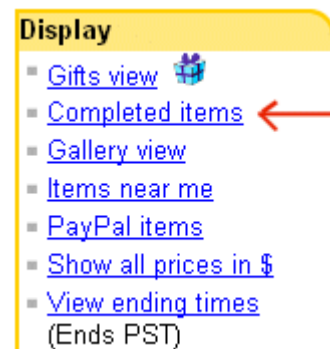 Display
Gifts view
Completed items
Gallery view
Items near me
PayPal items
Show all prices in $
View ending times
(Ends PST)